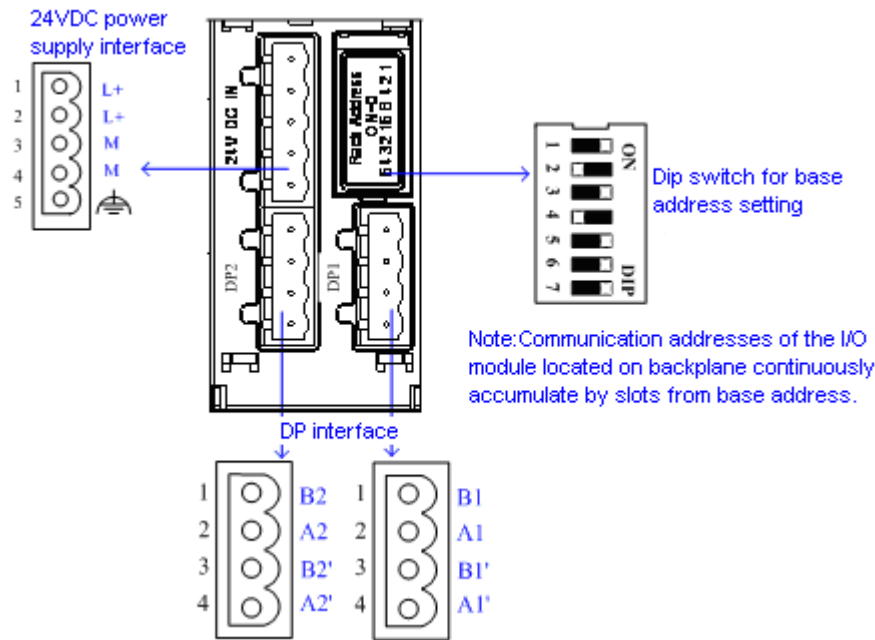 24VDC power
supply interface
1 L+
2 L+
3 M
4 M
5
24V DC IN
Rack Address
ON=0
64 32 16 8 4 2 1
DP2
DP1
ON
DIP
1
2
3
4
5
6
7
Dip switch for base
address setting
Note:Communication addresses of the I/O
module located on backplane continuously
accumulate by slots from base address.
DP interface
1 B2
2 A2
3 B2'
4 A2'
1 B1
2 A1
3 B1'
4 A1'